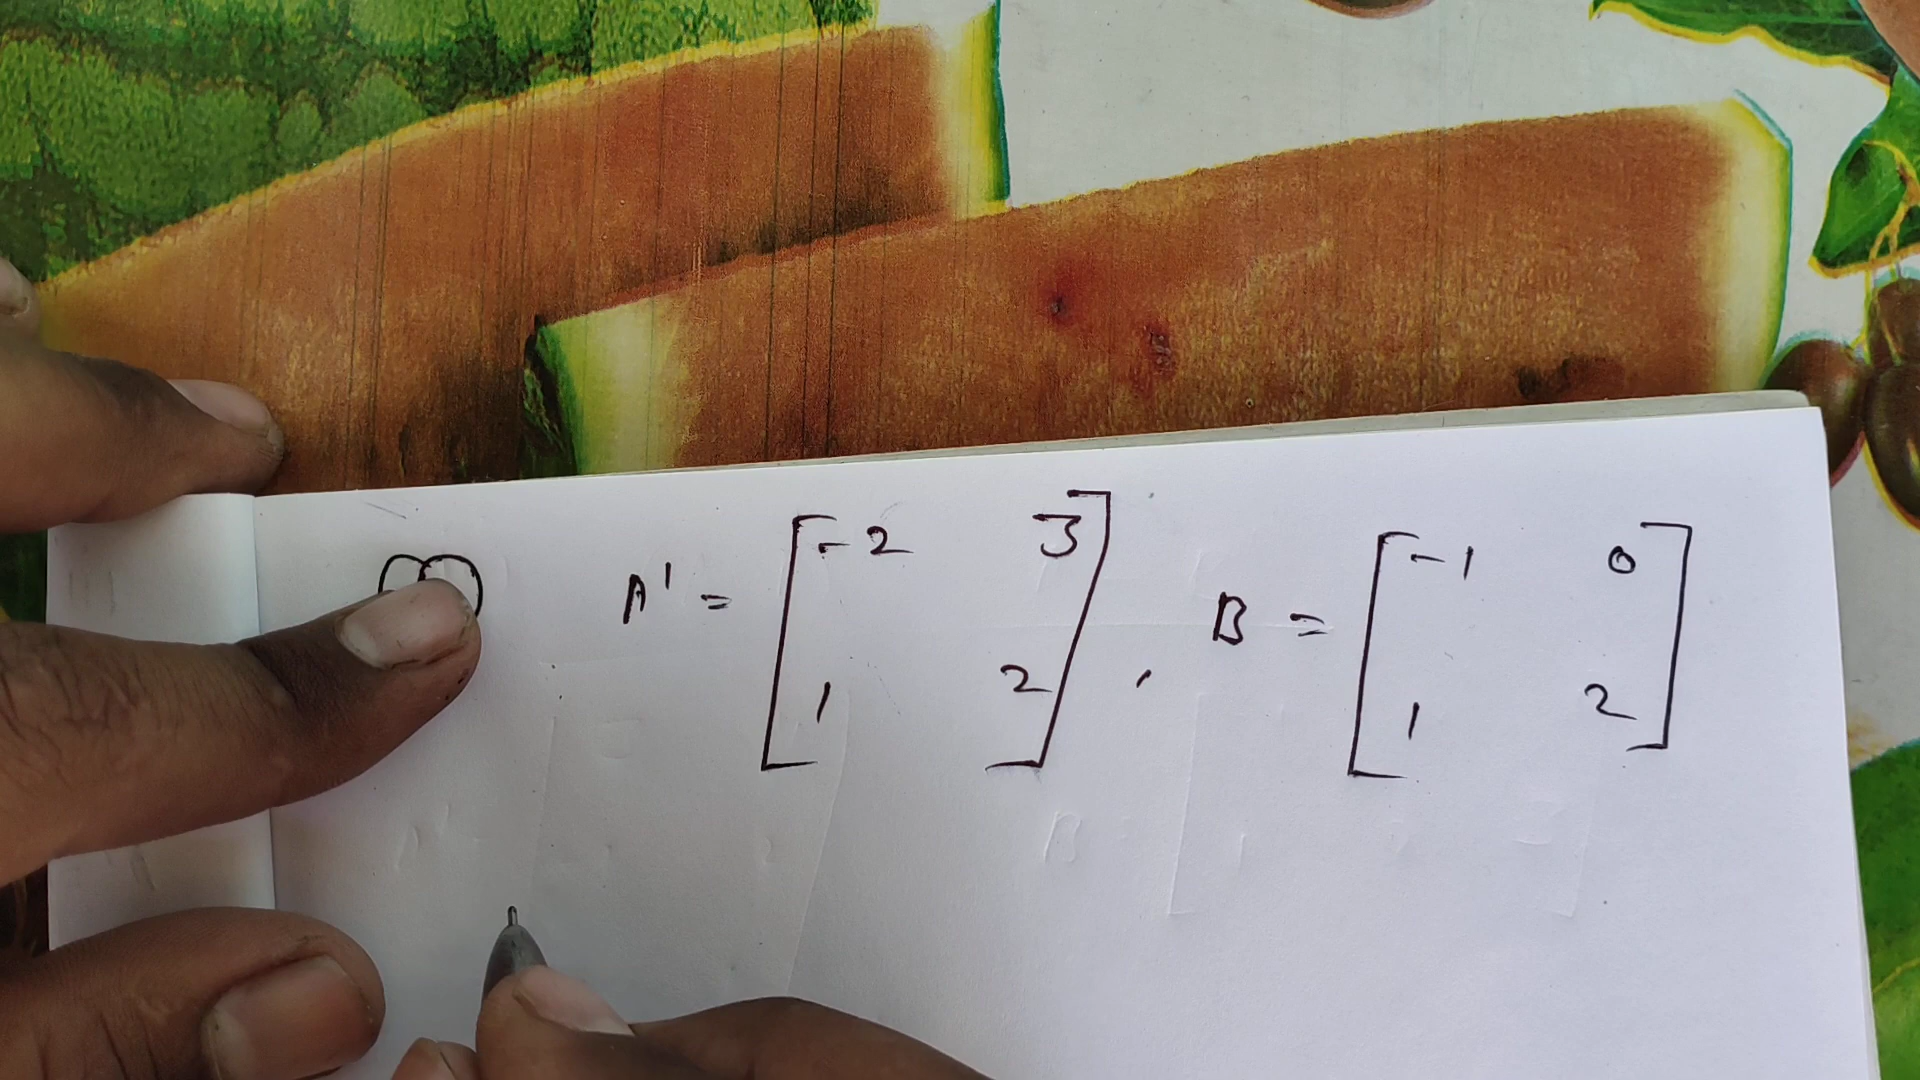 A' = [ -2 3 , B = [ -1 0
1 2 ] 1 2 ]